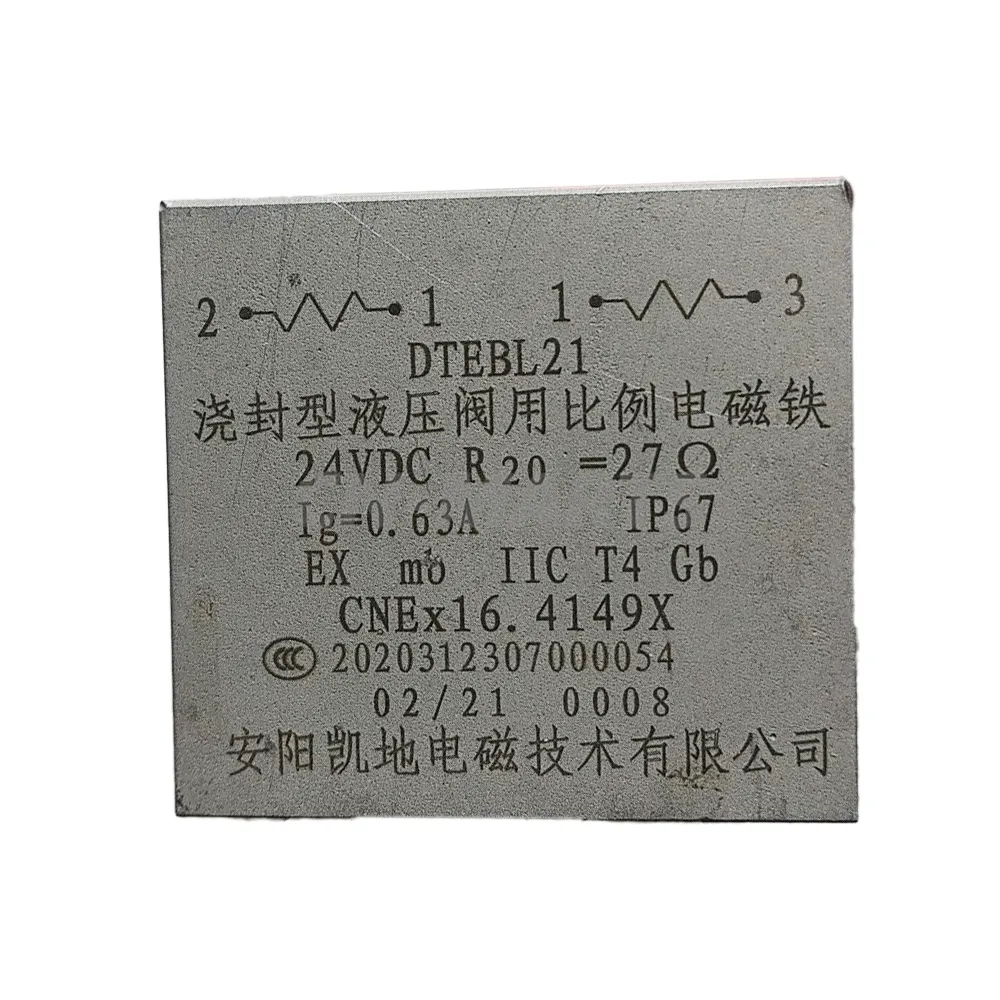 2 1 1 3
DTEBL21
浇封型液压阀用比例电磁铁
24VDC R20 =27Ω
Ig=0.63A IP67
EX mb IIC T4 Gb
CNEx16.4149X
CCC 2020312307000054
02/21 0008
安阳凯地电磁技术有限公司